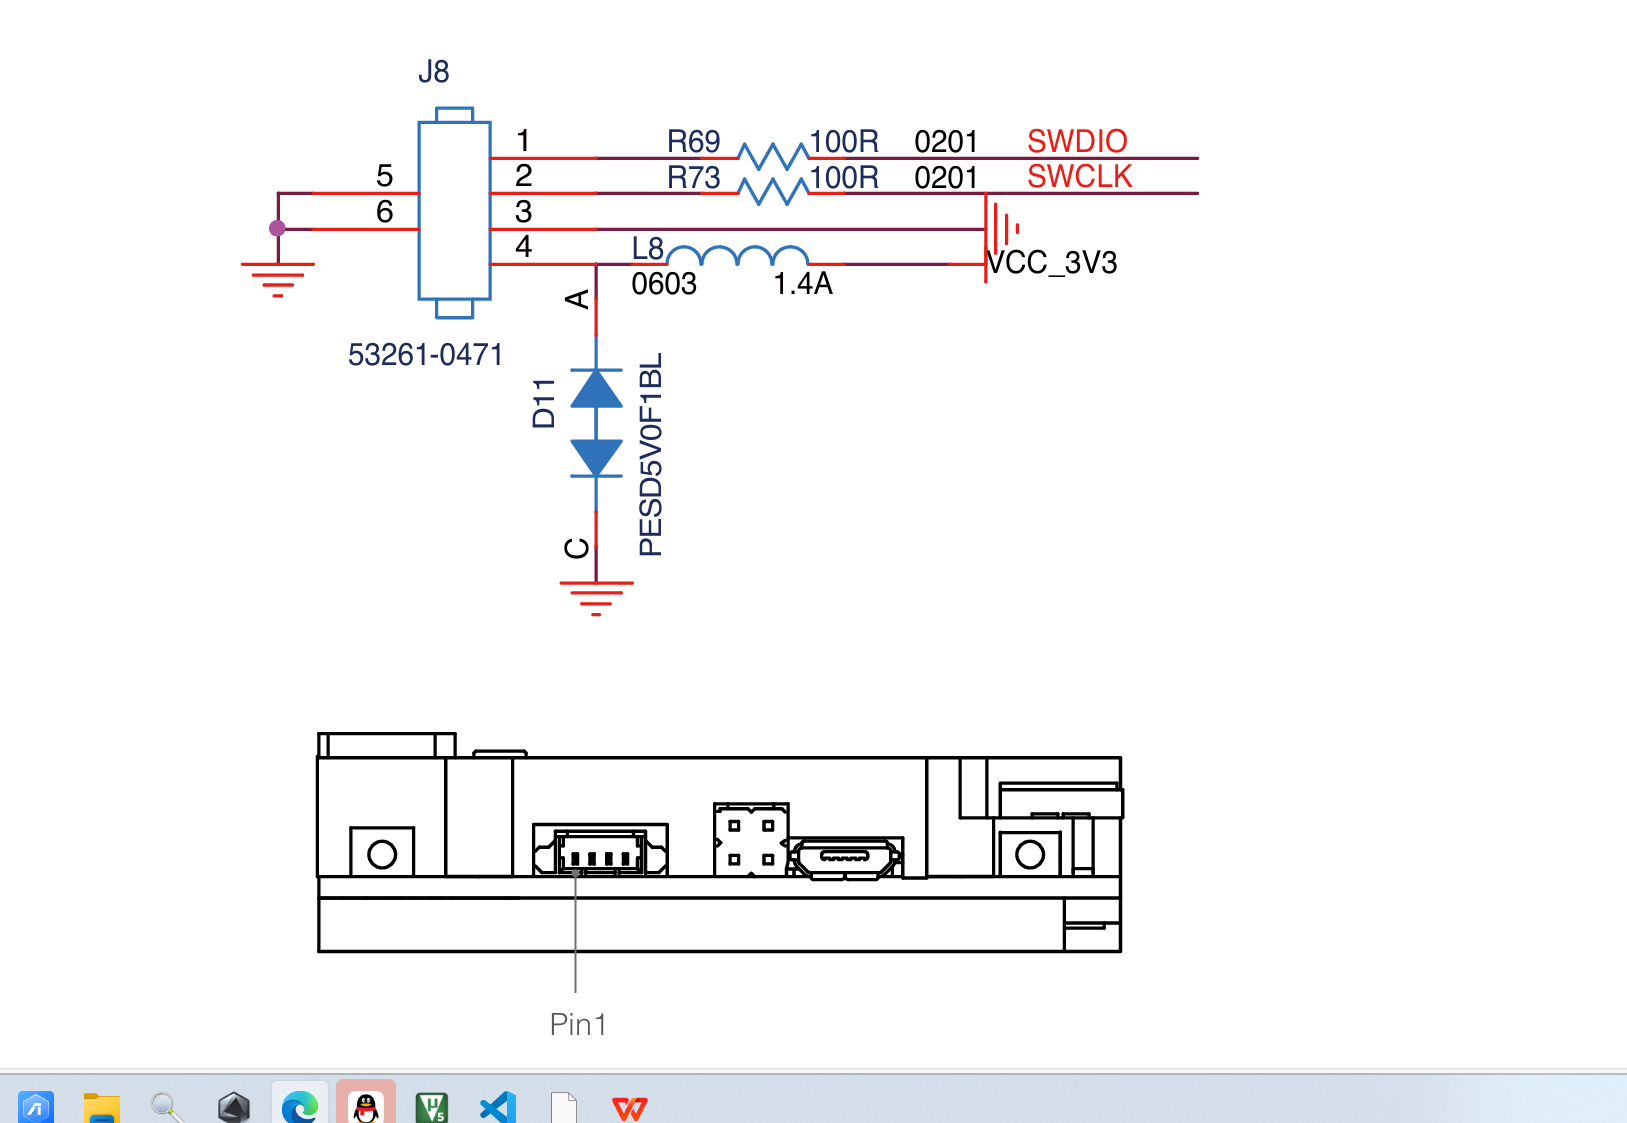 J8
1 R69 100R 0201 SWDIO
5 2 R73 100R 0201 SWCLK
6 3
4 L8 VCC_3V3
0603 1.4A
A
53261-0471
D11 PESD5V0F1BL
C
Pin1